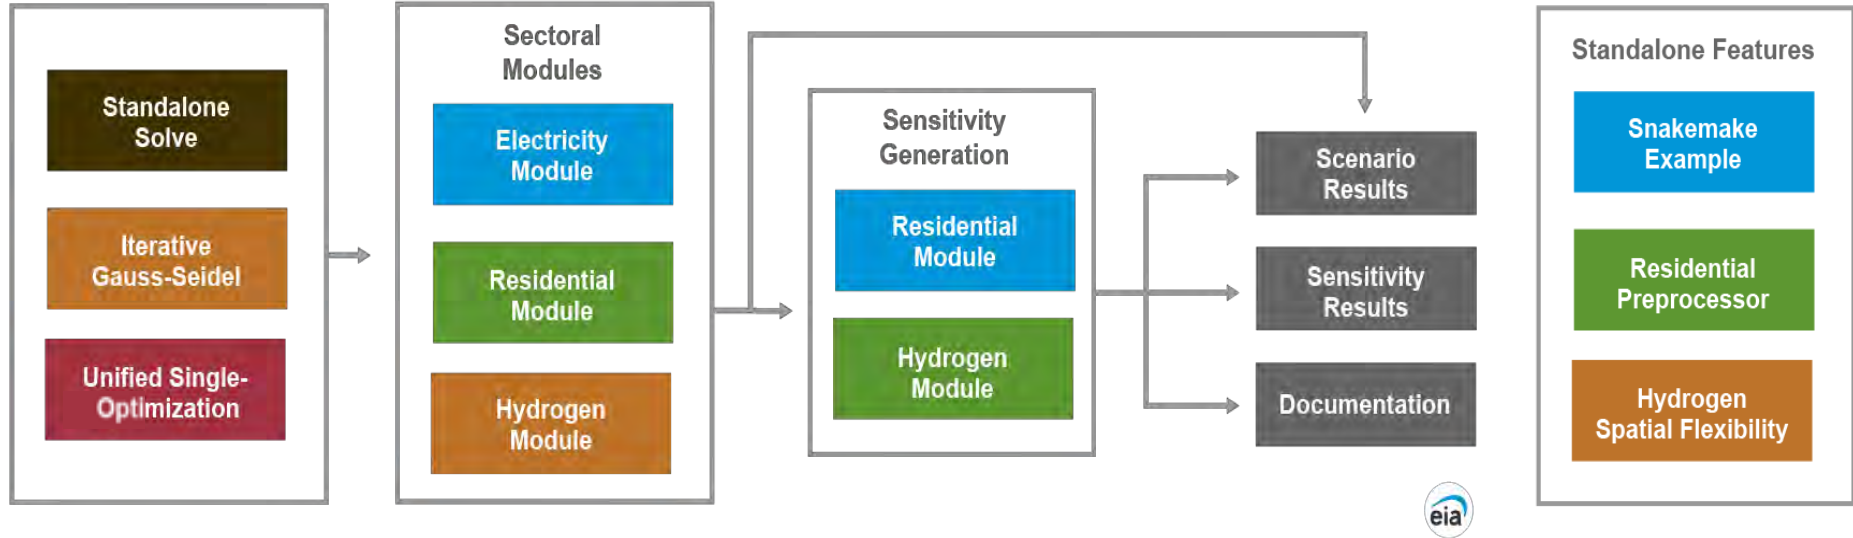 Standalone
Solve
Iterative
Gauss-Seidel
Unified Single-
Optimization
Sectoral
Modules
Electricity
Module
Residential
Module
Hydrogen
Module
Sensitivity
Generation
Residential
Module
Hydrogen
Module
Scenario
Results
Sensitivity
Results
Documentation
eia
Standalone Features
Snakemake
Example
Residential
Preprocessor
Hydrogen
Spatial Flexibility